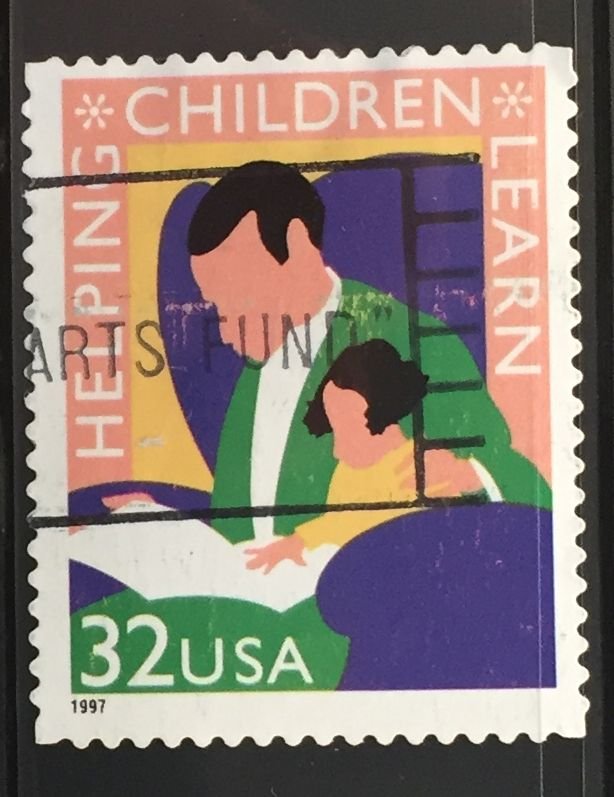 HELPING
* CHILDREN *
LEARN
ARTS FUND"
32USA
1997